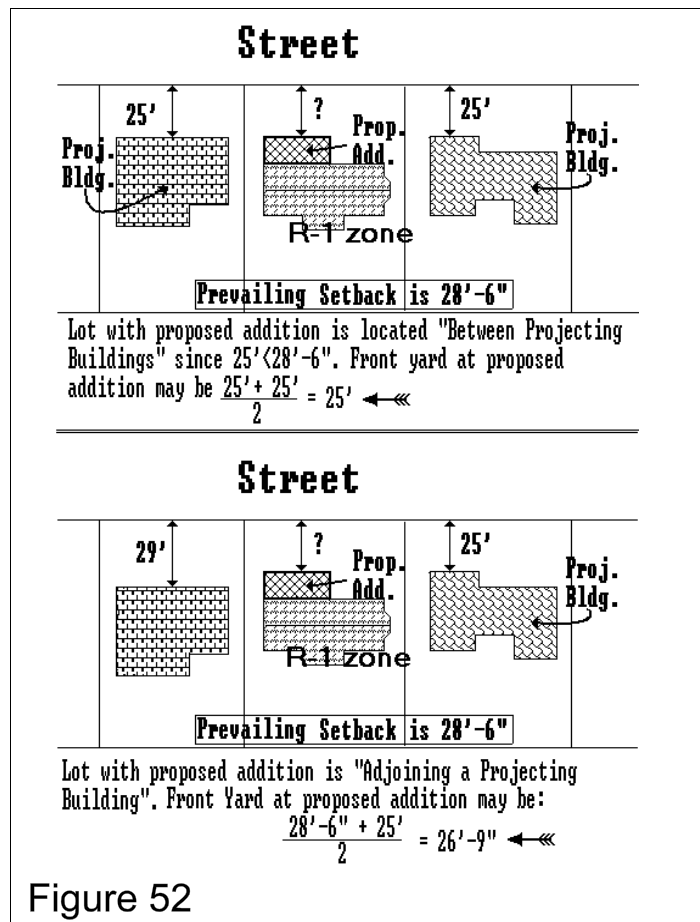 Street
25' ? 25'
Prop.
Add.
Proj.
Bldg.
Proj.
Bldg.
R-1 zone
Prevailing Setback is 28'-6"
Lot with proposed addition is located "Between Projecting
Buildings" since 25'<28'-6". Front yard at proposed
addition may be 25' + 25' / 2 = 25'
Street
29' ? 25'
Prop.
Add.
Proj.
Bldg.
R-1 zone
Prevailing Setback is 28'-6"
Lot with proposed addition is "Adjoining a Projecting
Building". Front Yard at proposed addition may be:
28'-6" + 25' / 2 = 26'-9"
Figure 52